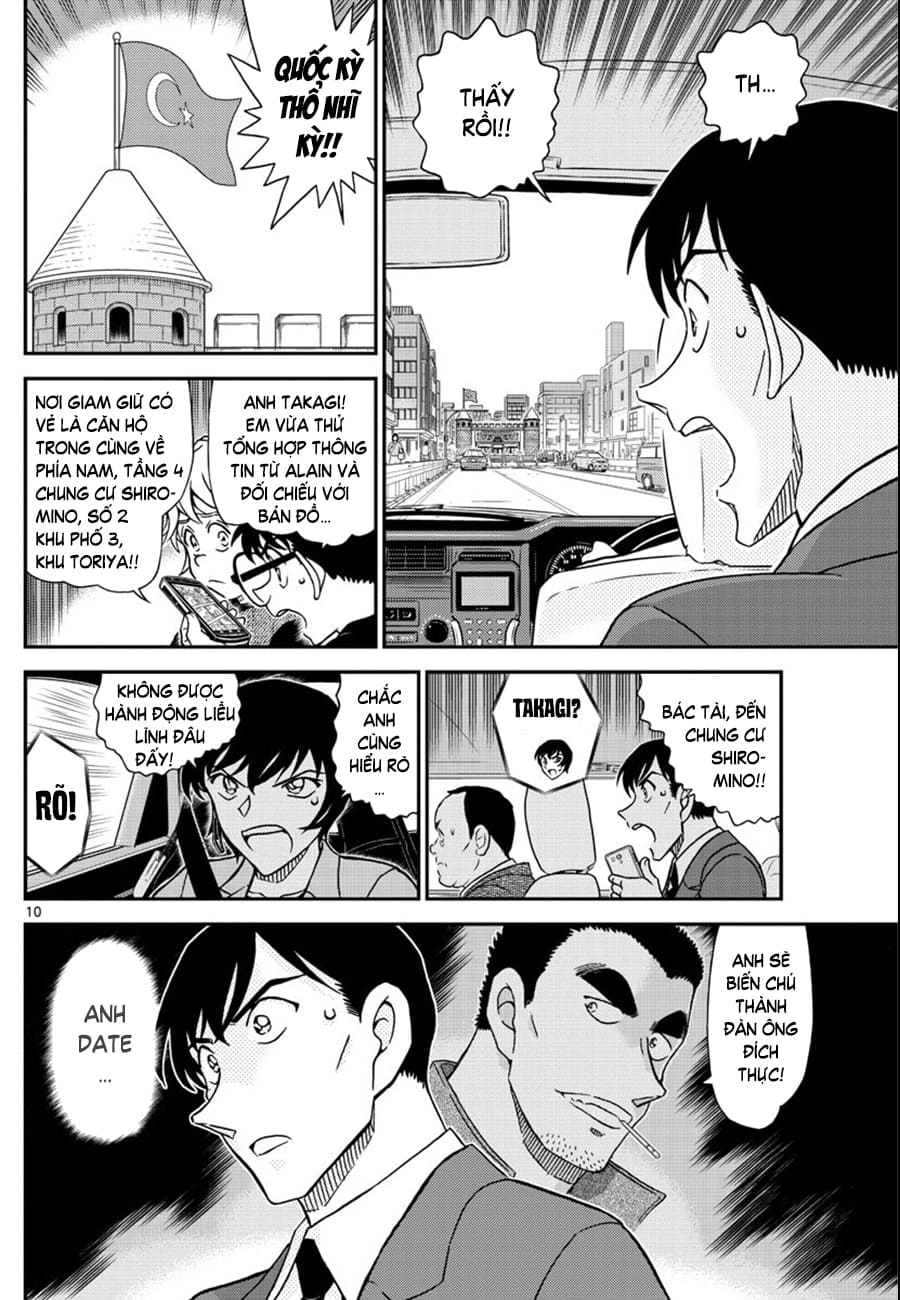 TH...
THẤY
RỒI!!
QUỐC KỲ
THỔ NHĨ
KỲ!!
ANH TAKAGI!
EM VỪA THỬ
TỔNG HỢP THÔNG
TIN TỪ ALAIN VÀ
ĐỐI CHIẾU VỚI
BẢN ĐỒ...
NƠI GIAM GIỮ CÓ
VẺ LÀ CĂN HỘ
TRONG CÙNG VỀ
PHÍA NAM, TẦNG 4
CHUNG CƯ SHIRO-
MINO, SỐ 2
KHU PHỐ 3,
KHU TORIYA!!
BÁC TÀI, ĐẾN
CHUNG CƯ
SHIRO-
MINO!!
TAKAGI?
CHẮC
ANH
CŨNG
HIỂU RÕ
...
KHÔNG ĐƯỢC
HÀNH ĐỘNG LIỀU
LĨNH ĐÂU
ĐẤY!
RÕ!
10
ANH SẼ
BIẾN CHÚ
THÀNH
ĐÀN ÔNG
ĐÍCH
THỰC!
ANH
DATE
...